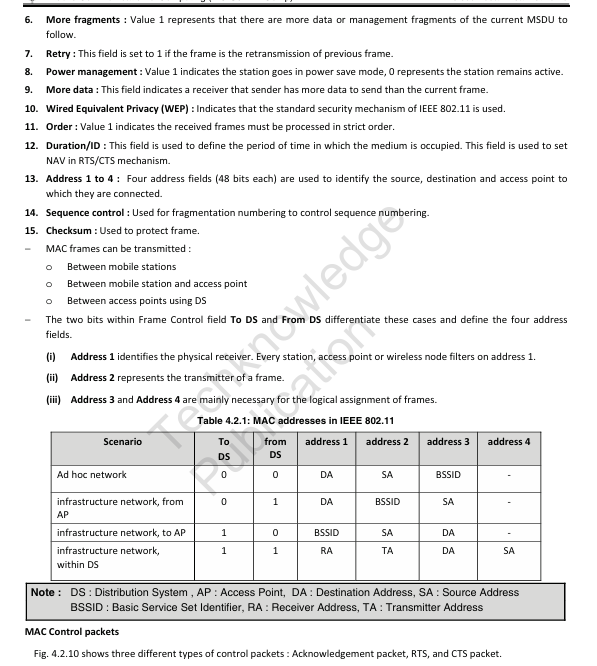 6. More fragments : Value 1 represents that there are more data or management fragments of the current MSDU to
follow.
7. Retry : This field is set to 1 if the frame is the retransmission of previous frame.
8. Power management : Value 1 indicates the station goes in power save mode, 0 represents the station remains active.
9. More data : This field indicates a receiver that sender has more data to send than the current frame.
10. Wired Equivalent Privacy (WEP) : Indicates that the standard security mechanism of IEEE 802.11 is used.
11. Order : Value 1 indicates the received frames must be processed in strict order.
12. Duration/ID : This field is used to define the period of time in which the medium is occupied. This field is used to set
NAV in RTS/CTS mechanism.
13. Address 1 to 4 : Four address fields (48 bits each) are used to identify the source, destination and access point to
which they are connected.
14. Sequence control : Used for fragmentation numbering to control sequence numbering.
15. Checksum : Used to protect frame.
– MAC frames can be transmitted :
o Between mobile stations
o Between mobile station and access point
o Between access points using DS
– The two bits within Frame Control field To DS and From DS differentiate these cases and define the four address
fields.
(i) Address 1 identifies the physical receiver. Every station, access point or wireless node filters on address 1.
(ii) Address 2 represents the transmitter of a frame.
(iii) Address 3 and Address 4 are mainly necessary for the logical assignment of frames.
Techknowledge
Publication
Table 4.2.1: MAC addresses in IEEE 802.11
Scenario To DS from DS address 1 address 2 address 3 address 4
Ad hoc network 0 0 DA SA BSSID -
infrastructure network, from AP 0 1 DA BSSID SA -
infrastructure network, to AP 1 0 BSSID SA DA -
infrastructure network, within DS 1 1 RA TA DA SA
Note : DS : Distribution System , AP : Access Point, DA : Destination Address, SA : Source Address
BSSID : Basic Service Set Identifier, RA : Receiver Address, TA : Transmitter Address
MAC Control packets
Fig. 4.2.10 shows three different types of control packets : Acknowledgement packet, RTS, and CTS packet.